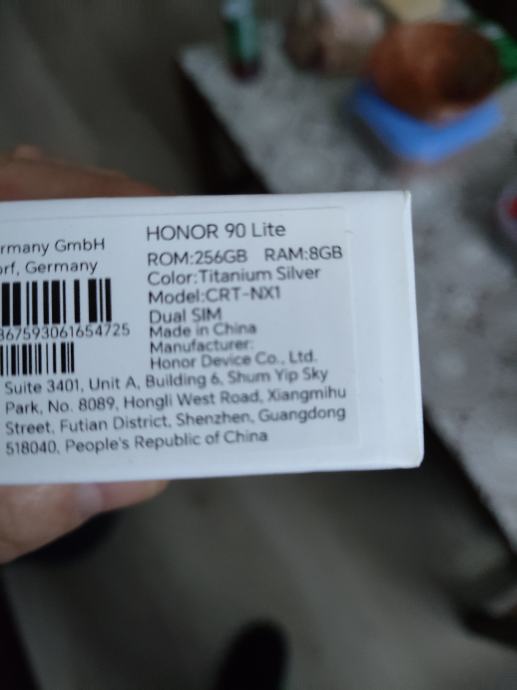 rmany GmbH
orf, Germany
867593061654725
HONOR 90 Lite
ROM:256GB RAM:8GB
Color:Titanium Silver
Model:CRT-NX1
Dual SIM
Made in China
Manufacturer:
Honor Device Co., Ltd.
Suite 3401, Unit A, Building 6, Shum Yip Sky
Park, No. 8089, Hongli West Road, Xiangmihu
Street, Futian District, Shenzhen, Guangdong
518040, People's Republic of China